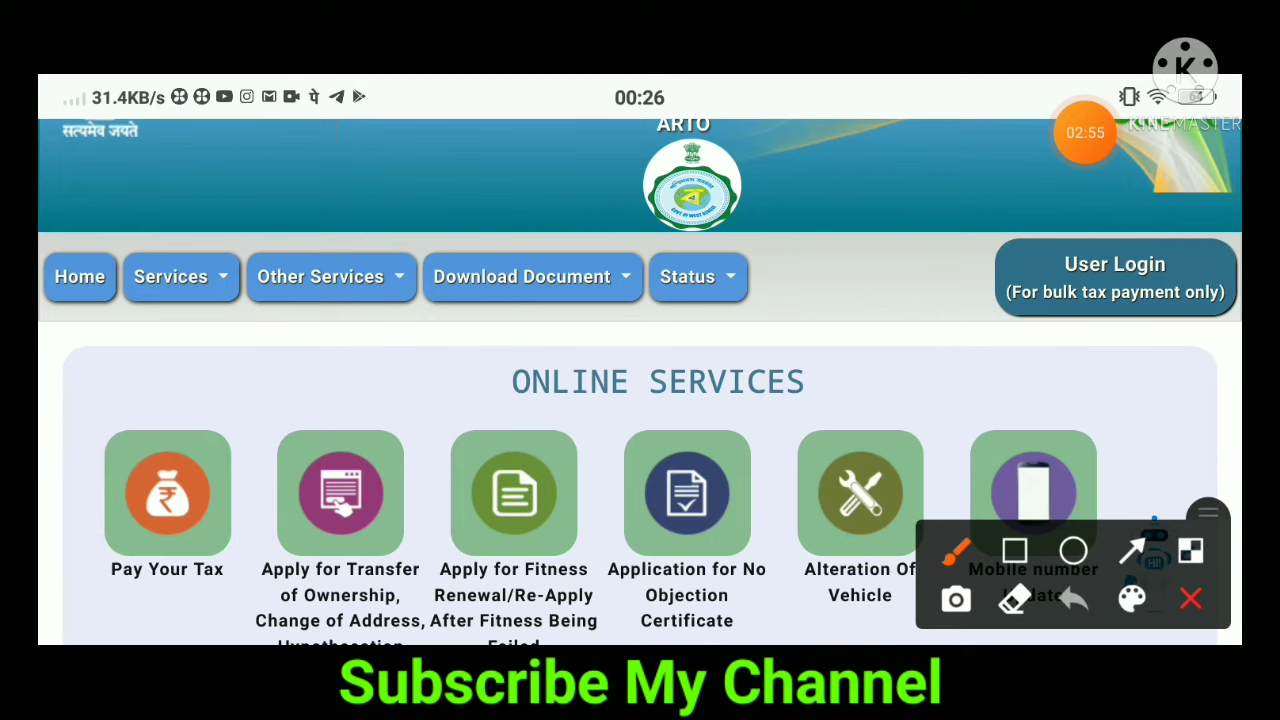 31.4KB/s
00:26
K
KINEMASTER
02:55
सत्यमेव जयते
ARTO
Home
Services
Other Services
Download Document
Status
User Login
(For bulk tax payment only)
ONLINE SERVICES
Pay Your Tax
Apply for Transfer
of Ownership,
Change of Address,
Hypothecation
Apply for Fitness
Renewal/Re-Apply
After Fitness Being
Failed
Application for No
Objection
Certificate
Alteration Of
Vehicle
Mobile number
Subscribe My Channel